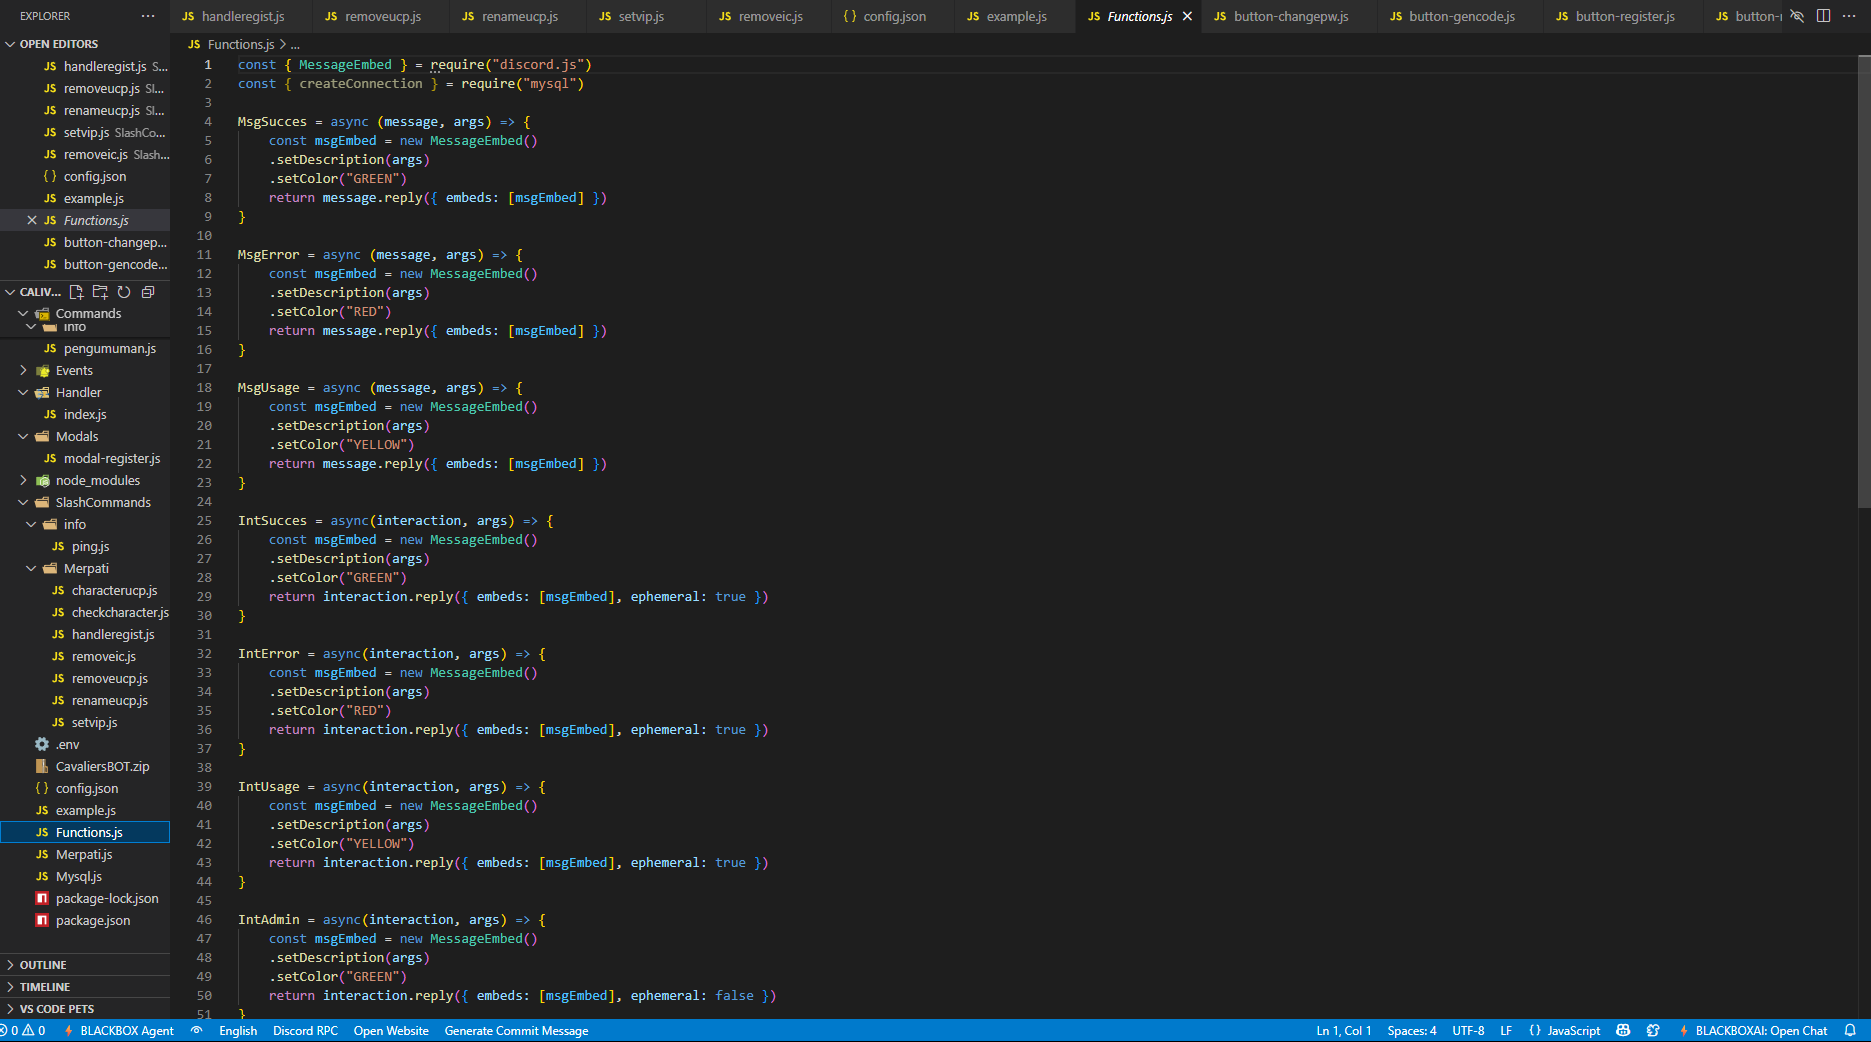 EXPLORER
OPEN EDITORS
JS handleregist.js S...
JS removeucp.js Sl...
JS renameucp.js Sl...
JS setvip.js SlashCo...
JS removeic.js Slash...
{} config.json
JS example.js
JS Functions.js
JS button-changep...
JS button-gencode...
CALIV...
Commands
info
JS pengumuman.js
Events
Handler
JS index.js
Modals
JS modal-register.js
node_modules
SlashCommands
info
JS ping.js
Merpati
JS characterucp.js
JS checkcharacter.js
JS handleregist.js
JS removeic.js
JS removeucp.js
JS renameucp.js
JS setvip.js
.env
CavaliersBOT.zip
{} config.json
JS example.js
JS Functions.js
JS Merpati.js
JS Mysql.js
package-lock.json
package.json
OUTLINE
TIMELINE
VS CODE PETS
JS handleregist.js JS removeucp.js JS renameucp.js JS setvip.js JS removeic.js {} config.json JS example.js JS Functions.js JS button-changepw.js JS button-gencode.js JS button-register.js JS button-r
JS Functions.js > ...
1 const { MessageEmbed } = require("discord.js")
2 const { createConnection } = require("mysql")
3
4 MsgSucces = async (message, args) => {
5 const msgEmbed = new MessageEmbed()
6 .setDescription(args)
7 .setColor("GREEN")
8 return message.reply({ embeds: [msgEmbed] })
9 }
10
11 MsgError = async (message, args) => {
12 const msgEmbed = new MessageEmbed()
13 .setDescription(args)
14 .setColor("RED")
15 return message.reply({ embeds: [msgEmbed] })
16 }
17
18 MsgUsage = async (message, args) => {
19 const msgEmbed = new MessageEmbed()
20 .setDescription(args)
21 .setColor("YELLOW")
22 return message.reply({ embeds: [msgEmbed] })
23 }
24
25 IntSucces = async(interaction, args) => {
26 const msgEmbed = new MessageEmbed()
27 .setDescription(args)
28 .setColor("GREEN")
29 return interaction.reply({ embeds: [msgEmbed], ephemeral: true })
30 }
31
32 IntError = async(interaction, args) => {
33 const msgEmbed = new MessageEmbed()
34 .setDescription(args)
35 .setColor("RED")
36 return interaction.reply({ embeds: [msgEmbed], ephemeral: true })
37 }
38
39 IntUsage = async(interaction, args) => {
40 const msgEmbed = new MessageEmbed()
41 .setDescription(args)
42 .setColor("YELLOW")
43 return interaction.reply({ embeds: [msgEmbed], ephemeral: true })
44 }
45
46 IntAdmin = async(interaction, args) => {
47 const msgEmbed = new MessageEmbed()
48 .setDescription(args)
49 .setColor("GREEN")
50 return interaction.reply({ embeds: [msgEmbed], ephemeral: false })
51 }
0 0 BLACKBOX Agent English Discord RPC Open Website Generate Commit Message Ln 1, Col 1 Spaces: 4 UTF-8 LF {} JavaScript BLACKBOXAI: Open Chat